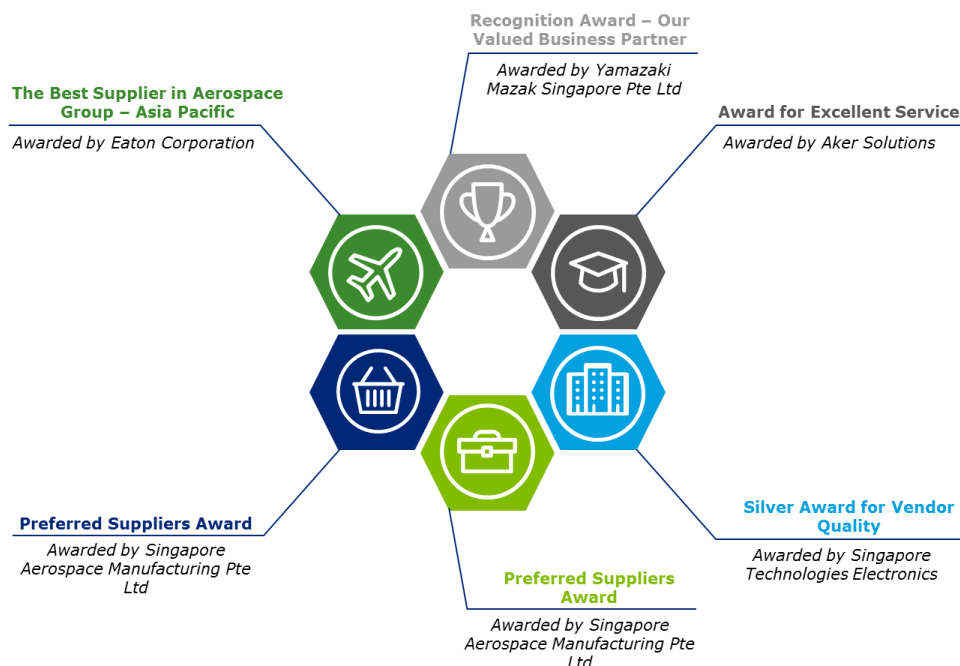 Recognition Award – Our
Valued Business Partner
Awarded by Yamazaki
Mazak Singapore Pte Ltd
The Best Supplier in Aerospace
Group – Asia Pacific
Awarded by Eaton Corporation
Award for Excellent Service
Awarded by Aker Solutions
Preferred Suppliers Award
Awarded by Singapore
Aerospace Manufacturing Pte
Ltd
Silver Award for Vendor
Quality
Awarded by Singapore
Technologies Electronics
Preferred Suppliers
Award
Awarded by Singapore
Aerospace Manufacturing Pte
Ltd